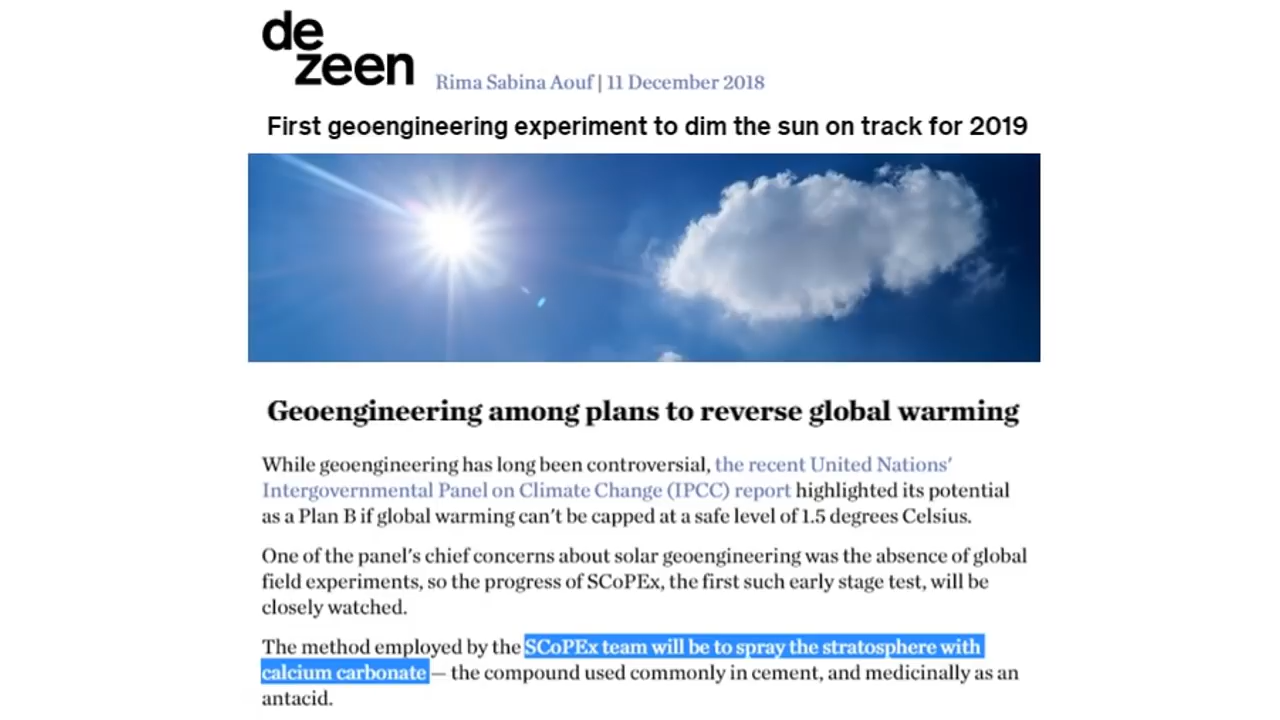 de
zeen
Rima Sabina Aouf | 11 December 2018
First geoengineering experiment to dim the sun on track for 2019
Geoengineering among plans to reverse global warming
While geoengineering has long been controversial, the recent United Nations’
Intergovernmental Panel on Climate Change (IPCC) report highlighted its potential
as a Plan B if global warming can’t be capped at a safe level of 1.5 degrees Celsius.
One of the panel’s chief concerns about solar geoengineering was the absence of global
field experiments, so the progress of SCoPEx, the first such early stage test, will be
closely watched.
The method employed by the SCoPEx team will be to spray the stratosphere with
calcium carbonate — the compound used commonly in cement, and medicinally as an
antacid.